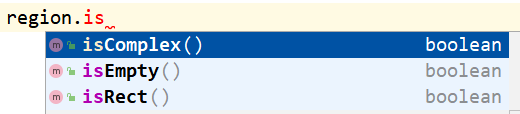 region.is
m isComplex() boolean
m isEmpty() boolean
m isRect() boolean